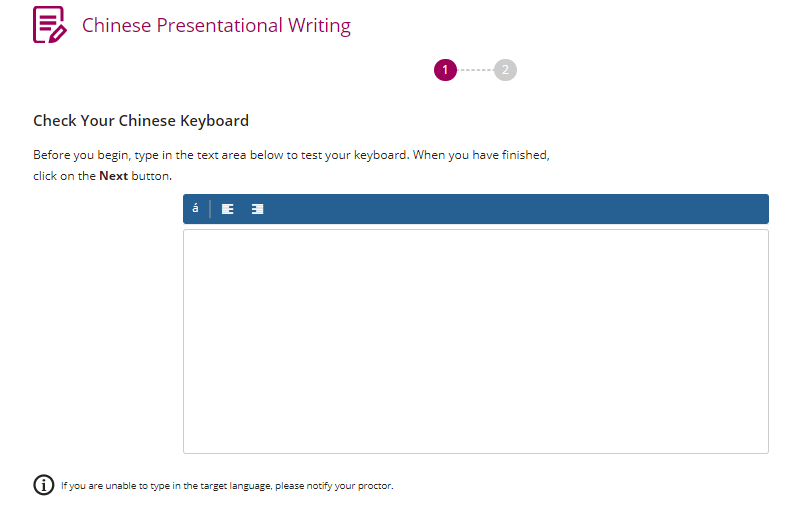 Chinese Presentational Writing
1
2
Check Your Chinese Keyboard
Before you begin, type in the text area below to test your keyboard. When you have finished,
click on the Next button.
á
If you are unable to type in the target language, please notify your proctor.